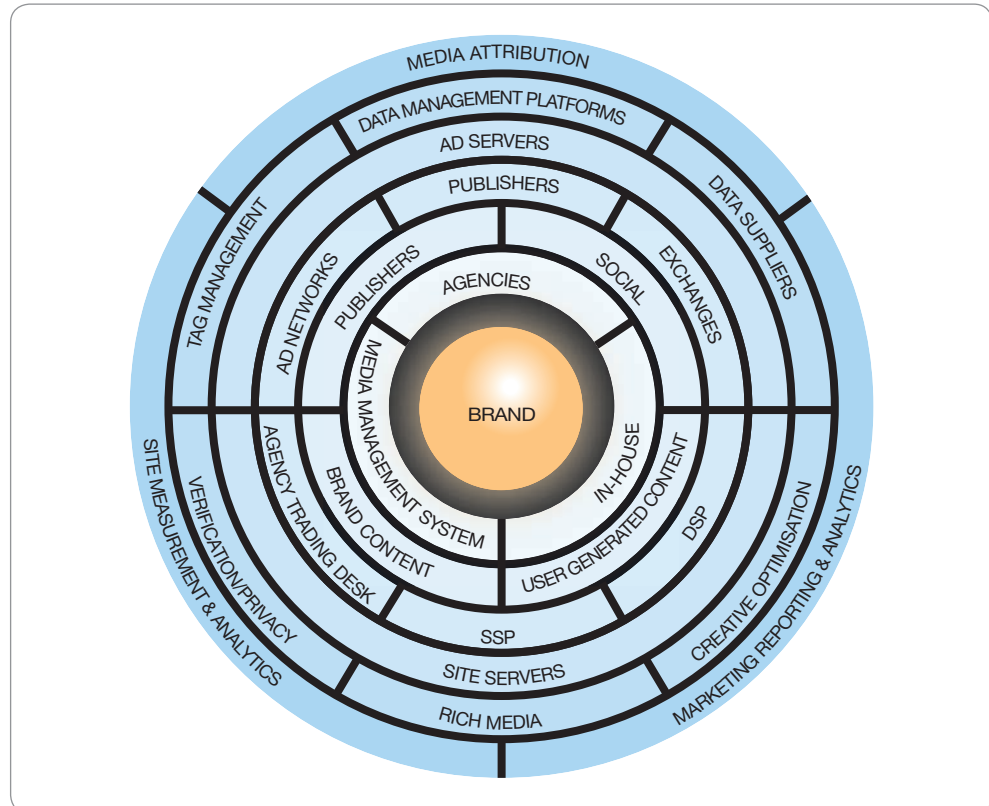 MEDIA ATTRIBUTION
DATA MANAGEMENT PLATFORMS
AD SERVERS
PUBLISHERS
TAG MANAGEMENT
DATA SUPPLIERS
AD NETWORKS
PUBLISHERS
SOCIAL
EXCHANGES
AGENCIES
MEDIA MANAGEMENT SYSTEM
BRAND
IN-HOUSE
SITE MEASUREMENT & ANALYTICS
VERIFICATION/PRIVACY
AGENCY TRADING DESK
BRAND CONTENT
USER GENERATED CONTENT
DSP
CREATIVE OPTIMISATION
MARKETING REPORTING & ANALYTICS
SSP
SITE SERVERS
RICH MEDIA